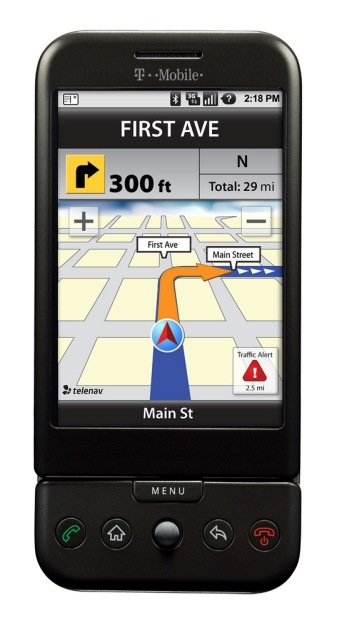 T··Mobile·
3G
2:18 PM
FIRST AVE
300 ft
N
Total: 29 mi
First Ave
Main Street
Traffic Alert
2.5 mi
telenav
Main St
MENU